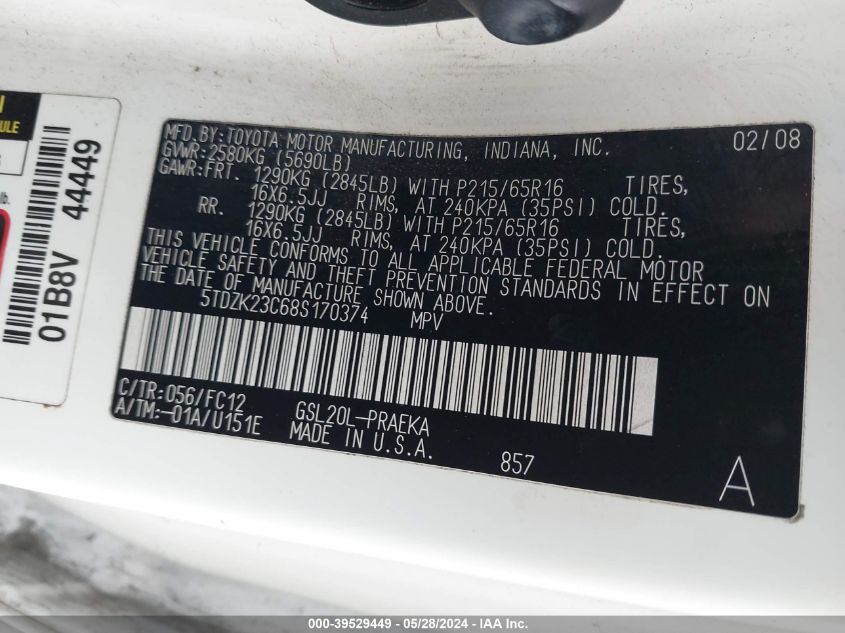 MFD. BY: TOYOTA MOTOR MANUFACTURING, INDIANA, INC. 02/08
GVWR: 2580KG (5690LB)
GAWR: FRT. 1290KG (2845LB) WITH P215/65R16 TIRES,
16X6.5JJ RIMS, AT 240KPA (35PSI) COLD.
RR. 1290KG (2845LB) WITH P215/65R16 TIRES,
16X6.5JJ RIMS, AT 240KPA (35PSI) COLD.
THIS VEHICLE CONFORMS TO ALL APPLICABLE FEDERAL MOTOR
VEHICLE SAFETY AND THEFT PREVENTION STANDARDS IN EFFECT ON
THE DATE OF MANUFACTURE SHOWN ABOVE.
5TDZK23C68S170374 MPV
C/TR: 056/FC12 GSL20L-PRAEKA
A/TM: -01A/U151E MADE IN U.S.A.
857
A
01B8V 44449
ULE
lb.
000-39529449 - 05/28/2024 - IAA Inc.